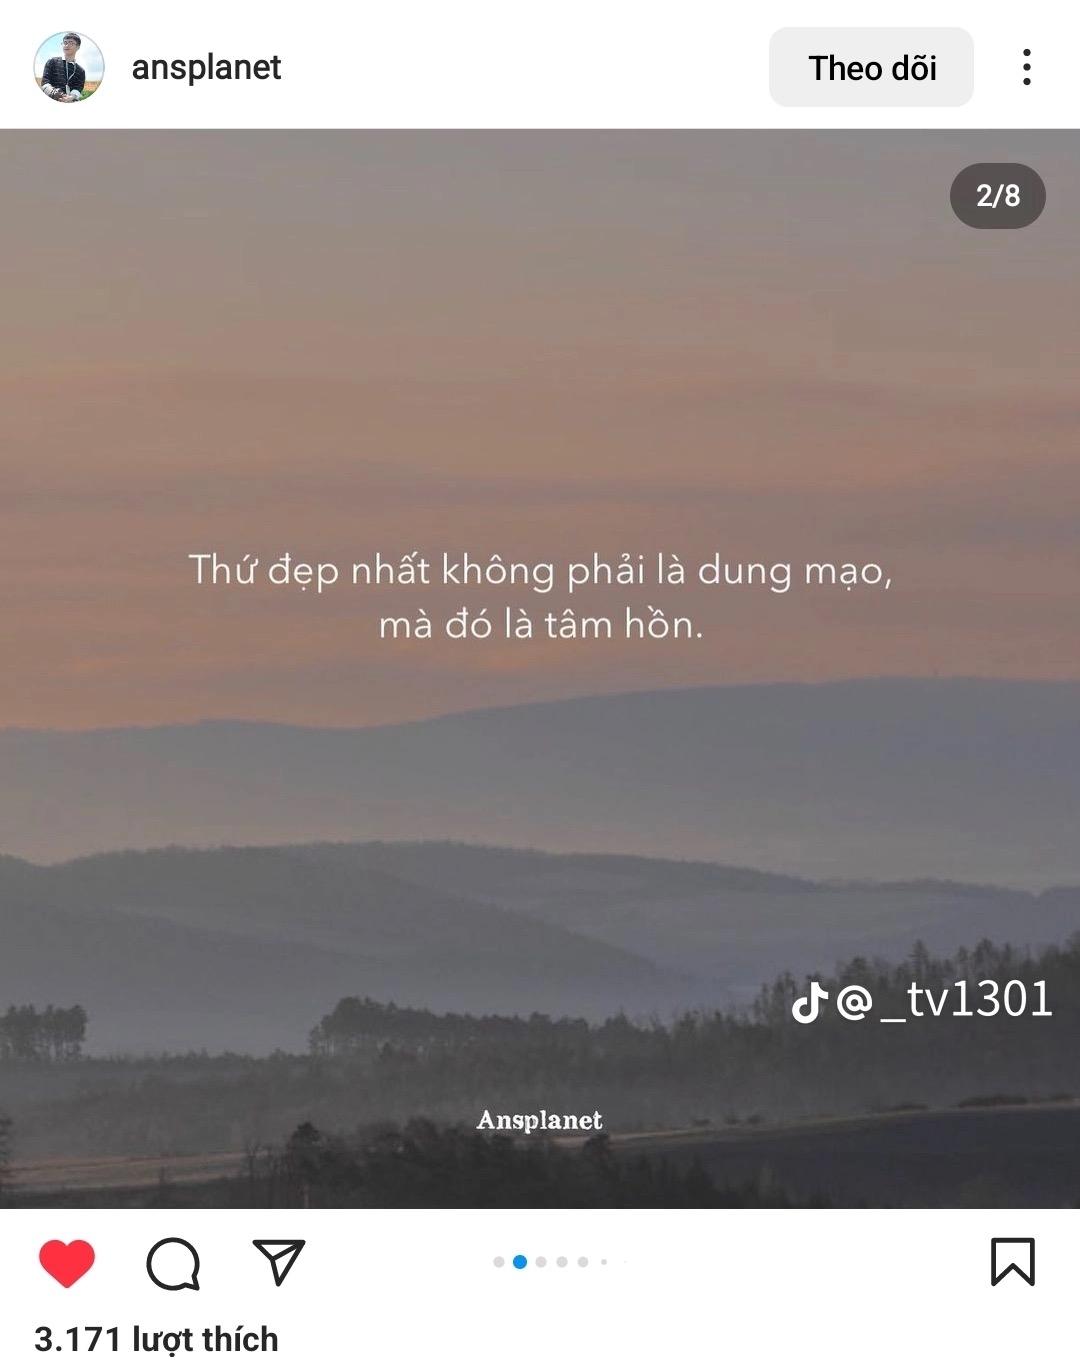 ansplanet
Theo dõi
2/8
Thứ đẹp nhất không phải là dung mạo,
mà đó là tâm hồn.
@_tv1301
Ansplanet
3.171 lượt thích